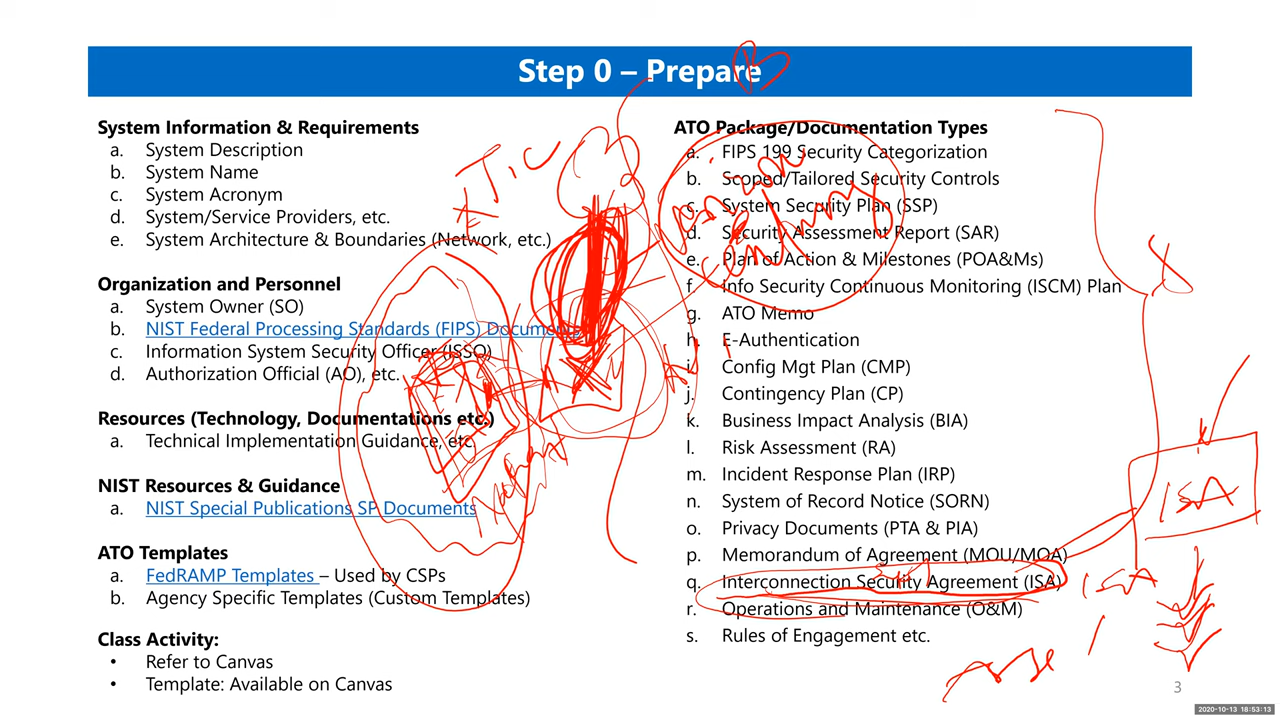 Step 0 – Prepare
System Information & Requirements
a. System Description
b. System Name
c. System Acronym
d. System/Service Providers, etc.
e. System Architecture & Boundaries (Network, etc.)
Organization and Personnel
a. System Owner (SO)
b. NIST Federal Processing Standards (FIPS) Documents
c. Information System Security Officer (ISSO)
d. Authorization Official (AO), etc.
Resources (Technology, Documentations etc.)
a. Technical Implementation Guidance, etc
NIST Resources & Guidance
a. NIST Special Publications SP Documents
ATO Templates
a. FedRAMP Templates – Used by CSPs
b. Agency Specific Templates (Custom Templates)
Class Activity:
• Refer to Canvas
• Template: Available on Canvas
ATO Package/Documentation Types
a. FIPS 199 Security Categorization
b. Scoped/Tailored Security Controls
c. System Security Plan (SSP)
d. Security Assessment Report (SAR)
e. Plan of Action & Milestones (POA&Ms)
f. Info Security Continuous Monitoring (ISCM) Plan
g. ATO Memo
h. E-Authentication
i. Config Mgt Plan (CMP)
j. Contingency Plan (CP)
k. Business Impact Analysis (BIA)
l. Risk Assessment (RA)
m. Incident Response Plan (IRP)
n. System of Record Notice (SORN)
o. Privacy Documents (PTA & PIA)
p. Memorandum of Agreement (MOU/MOA)
q. Interconnection Security Agreement (ISA)
r. Operations and Maintenance (O&M)
s. Rules of Engagement etc.
ISA
ISA
3
2020-10-13 18:53:13